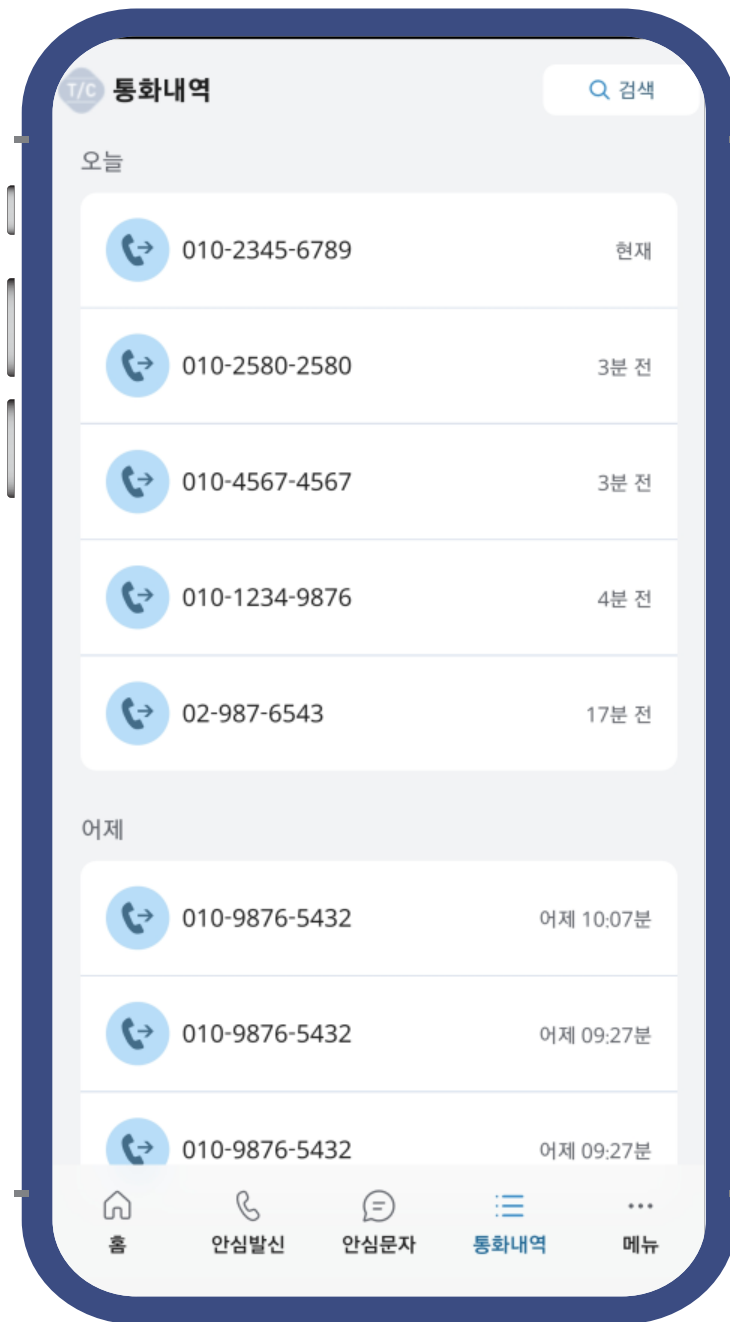 T/C 통화내역 검색
오늘
010-2345-6789 현재
010-2580-2580 3분 전
010-4567-4567 3분 전
010-1234-9876 4분 전
02-987-6543 17분 전
어제
010-9876-5432 어제 10:07분
010-9876-5432 어제 09:27분
010-9876-5432 어제 09:27분
홈 안심발신 안심문자 통화내역 메뉴